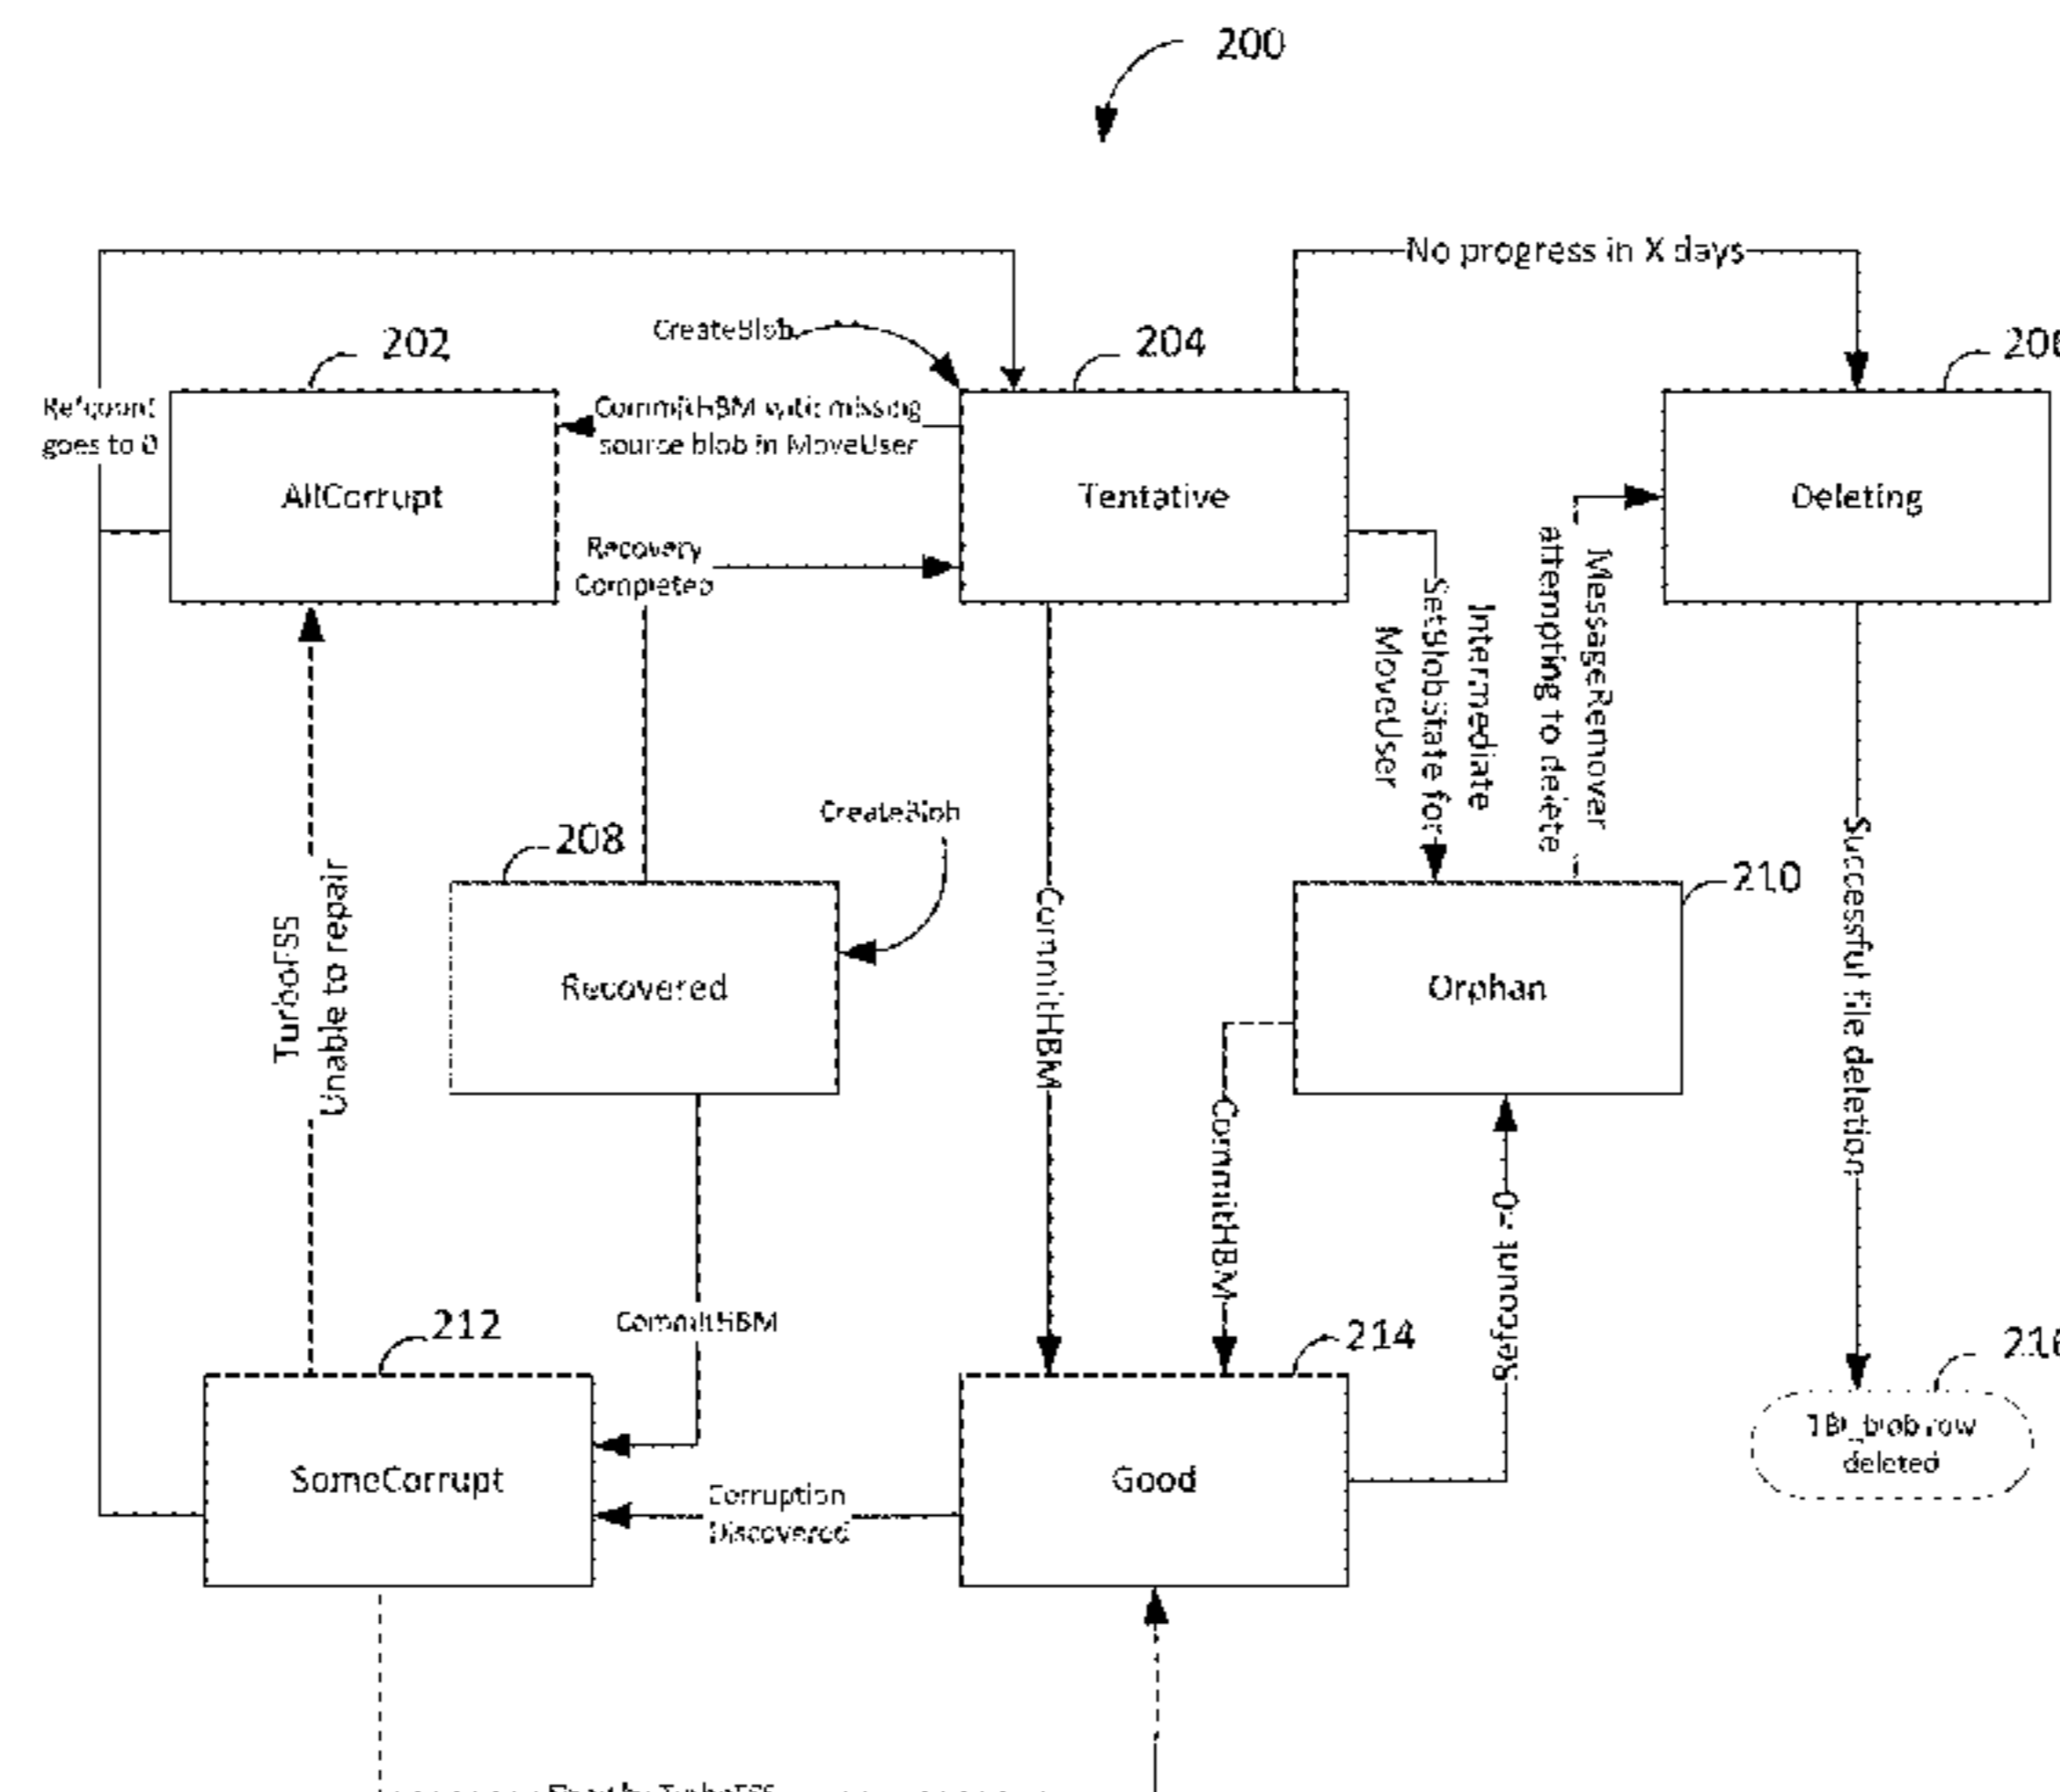 200
No progress in X days
CreateBlob
202
204
Refcount
goes to 0
CommitHBM with missing
source blob in MoveUser
AllCorrupt
Tentative
Deleting
Recovery
Completed
Intermediate
SetBlobState for
MoveUser
MessageRemover
attempting to delete
CreateBlob
208
210
Recovered
Orphan
TurboFSS
Unable to repair
CommitHBM
CommitHBM
Successful file deletion
Refcount =0
CommitHBM
212
214
SomeCorrupt
Good
Corruption
Discovered
blob row
deleted